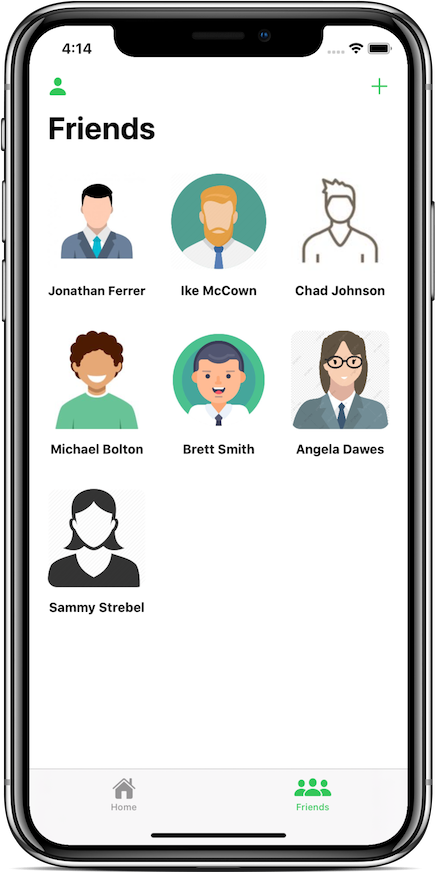 4:14
Friends
Jonathan Ferrer
Ike McCown
Chad Johnson
Michael Bolton
Brett Smith
Angela Dawes
Sammy Strebel
Home
Friends